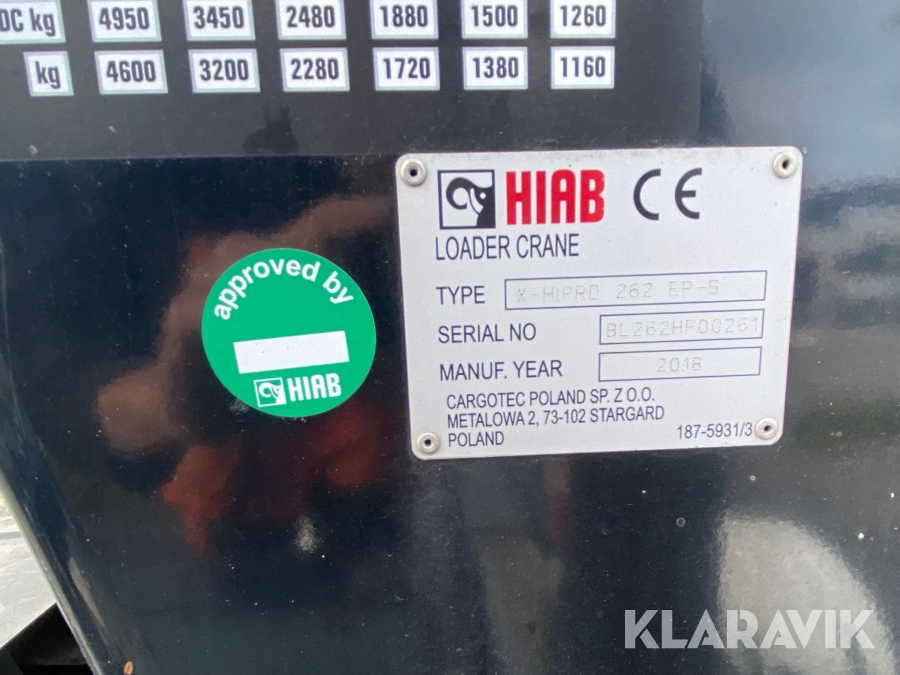 DC kg 4950 3450 2480 1880 1500 1260
kg 4600 3200 2280 1720 1380 1160
HIAB CE
LOADER CRANE
TYPE X-HIPRO 262 EP-5
SERIAL NO BL262HP00261
MANUF. YEAR 2018
CARGOTEC POLAND SP. Z O.O.
METALOWA 2, 73-102 STARGARD
POLAND 187-5931/3
approved by
HIAB
KLARAVIK